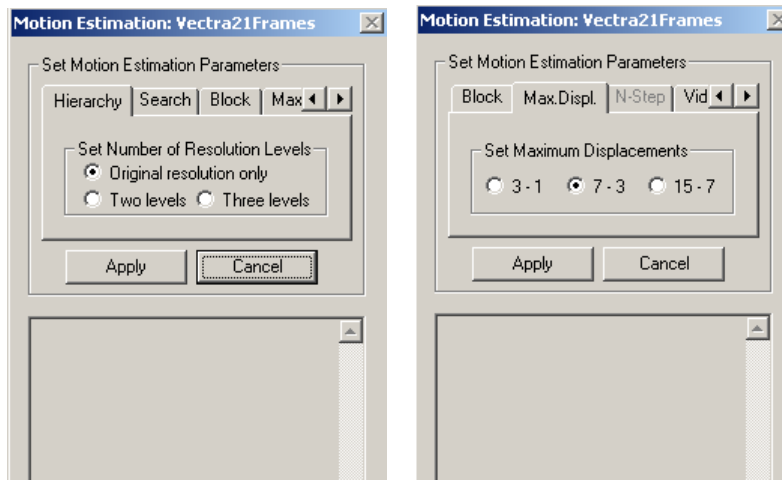 Motion Estimation: Vectra21Frames
Set Motion Estimation Parameters
Hierarchy Search Block Max
Set Number of Resolution Levels
Original resolution only
Two levels Three levels
Apply Cancel
Motion Estimation: Vectra21Frames
Set Motion Estimation Parameters
Block Max.Displ. N-Step Vid
Set Maximum Displacements
3 - 1 7 - 3 15 - 7
Apply Cancel